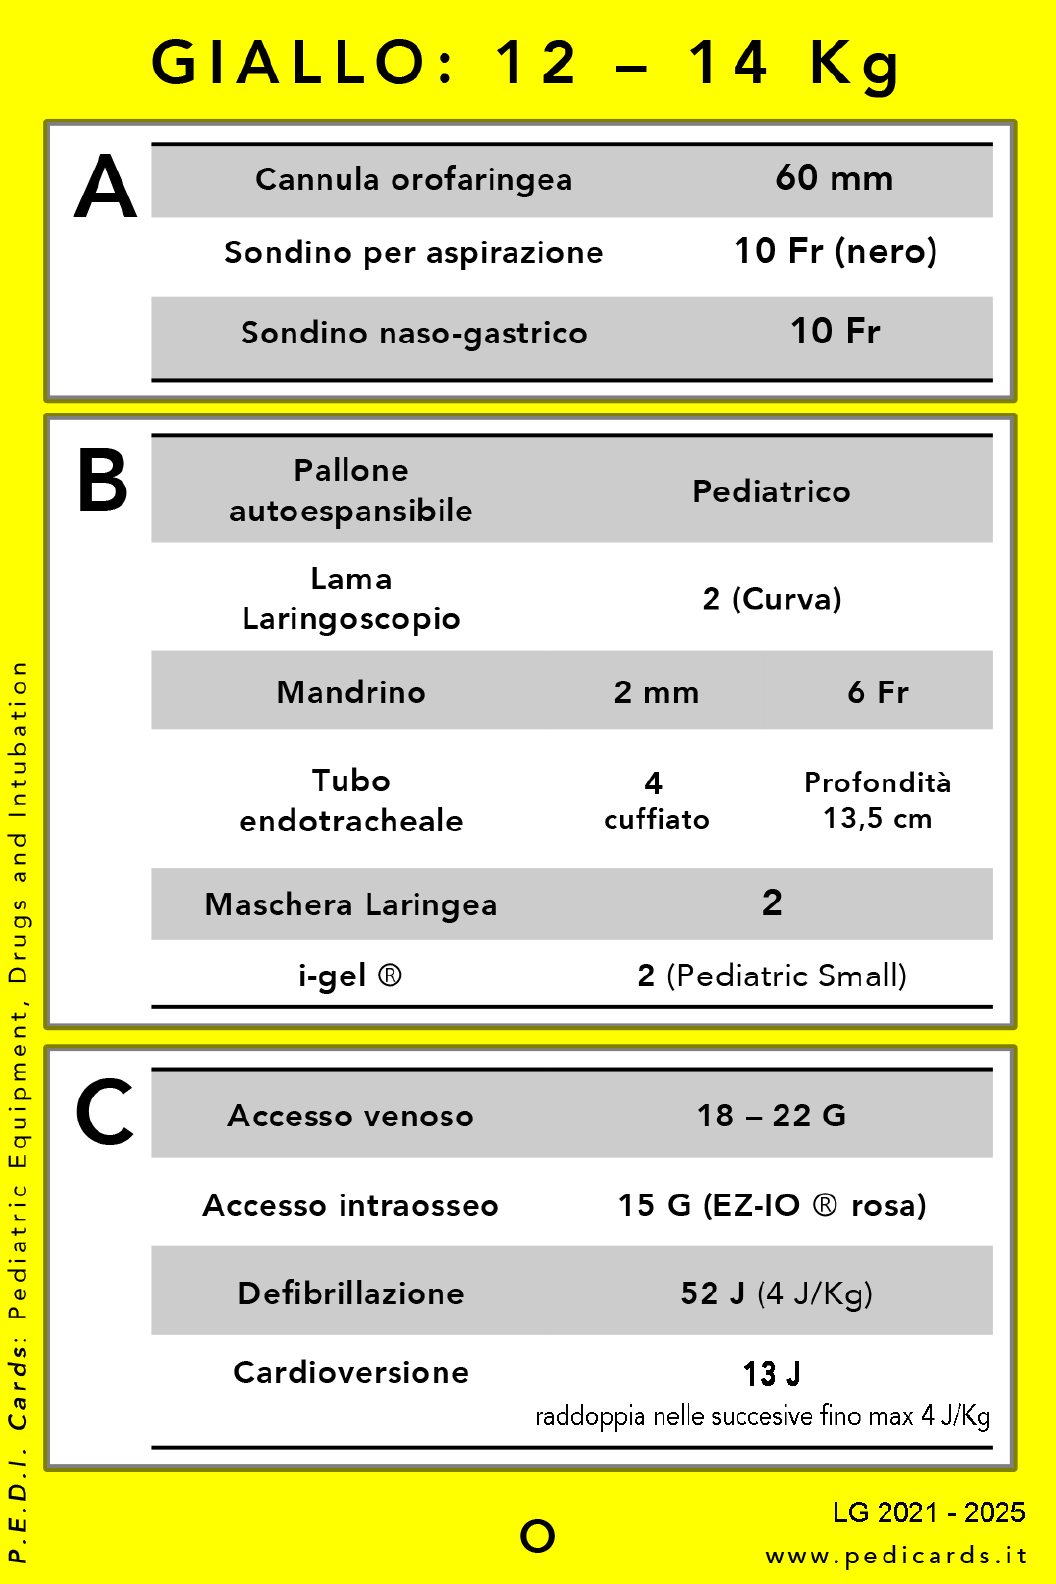 GIALLO: 12 – 14 Kg
A
Cannula orofaringea 60 mm
Sondino per aspirazione 10 Fr (nero)
Sondino naso-gastrico 10 Fr
B
Pallone
autoespansibile
Pediatrico
Lama
Laringoscopio
2 (Curva)
Mandrino 2 mm 6 Fr
Tubo
endotracheale
4
cuffiato
Profondità
13,5 cm
Maschera Laringea 2
i-gel ® 2 (Pediatric Small)
C
Accesso venoso 18 – 22 G
Accesso intraosseo 15 G (EZ-IO ® rosa)
Defibrillazione 52 J (4 J/Kg)
Cardioversione 13 J
raddoppia nelle succesive fino max 4 J/Kg
P.E.D.I. Cards: Pediatric Equipment, Drugs and Intubation
LG 2021 - 2025
www.pedicards.it